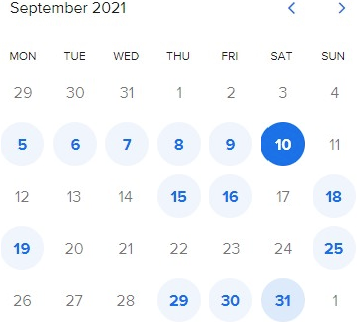 September 2021
MON TUE WED THU FRI SAT SUN
29 30 31 1 2 3 4
5 6 7 8 9 10 11
12 13 14 15 16 17 18
19 20 21 22 23 24 25
26 27 28 29 30 31 1